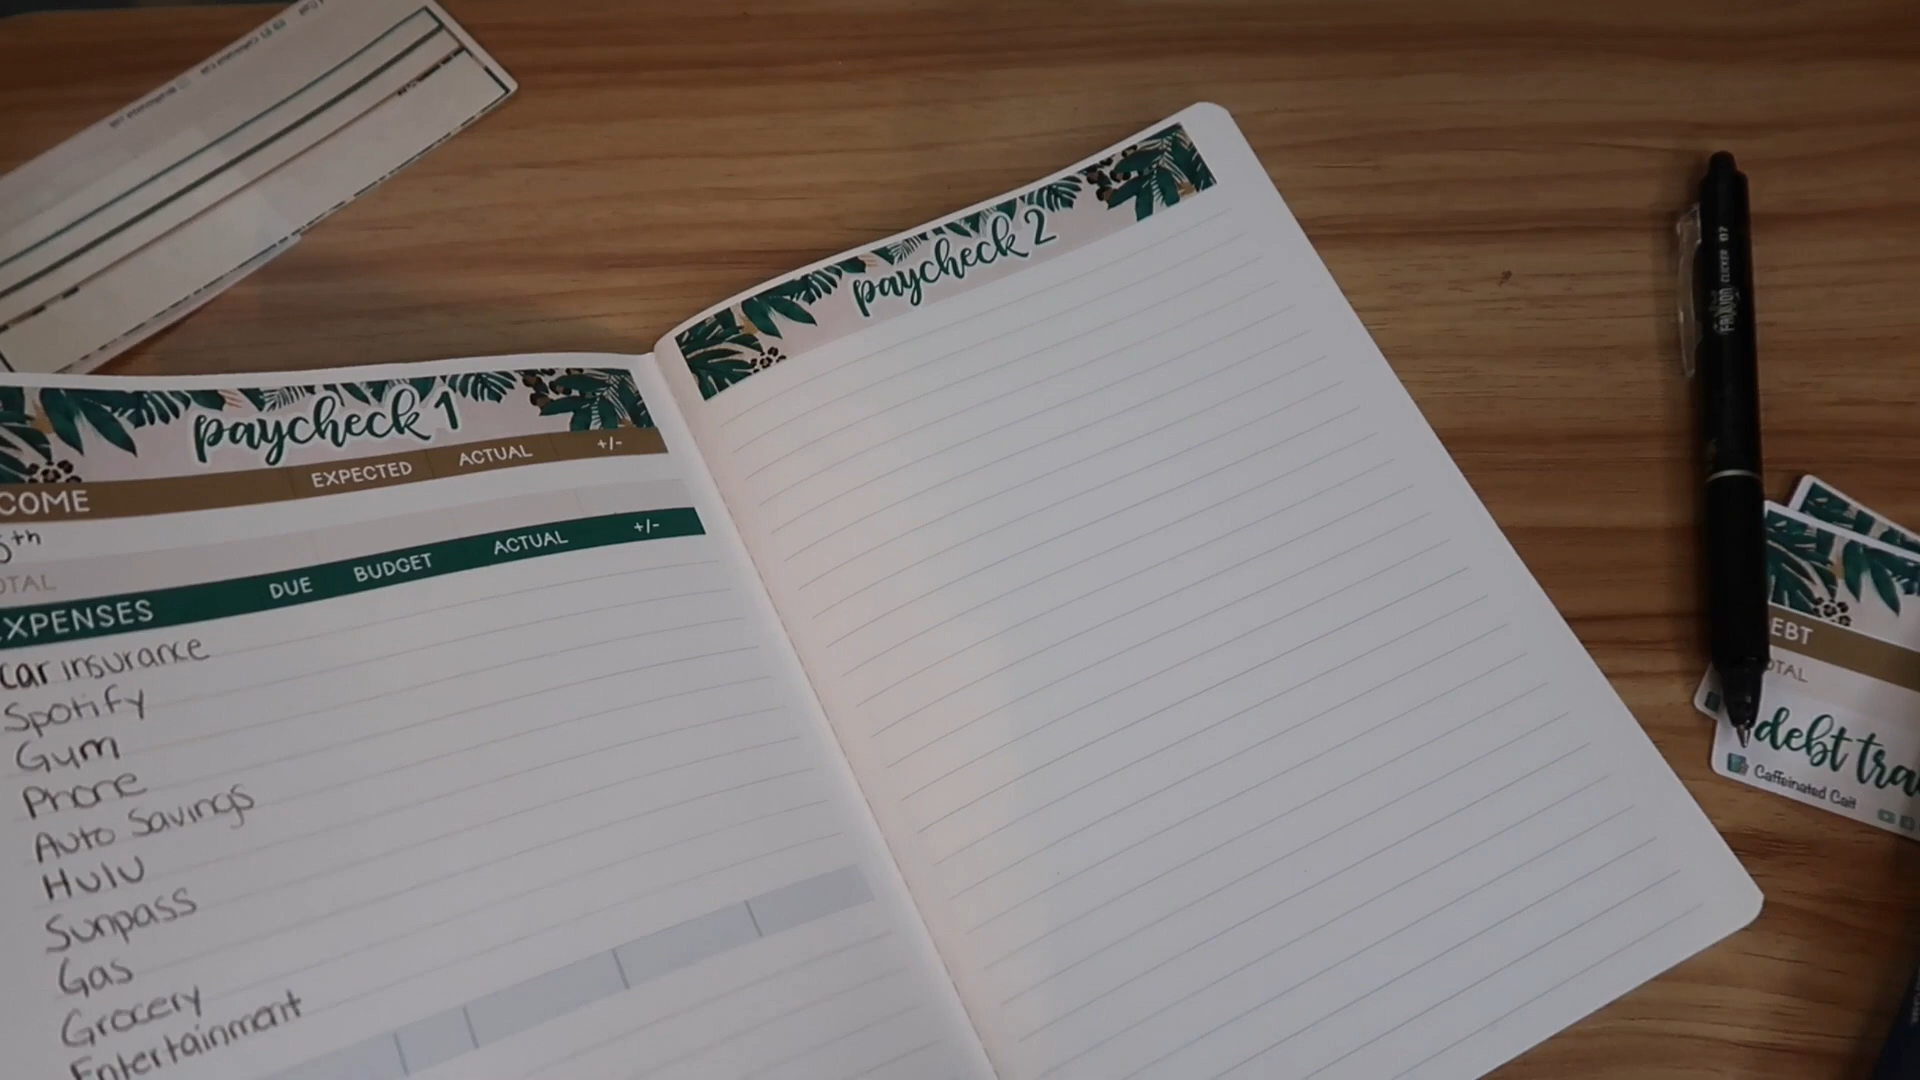 paycheck 1
COME EXPECTED ACTUAL +/-
5th
OTAL
EXPENSES DUE BUDGET ACTUAL +/-
Car insurance
Spotify
Gum
Phone
Auto Savings
Hulu
Sunpass
Gas
Grocery
Entertainment
paycheck 2
FRIXION CLICKER 07
EBT
OTAL
debt tra
Caffeinated Cait